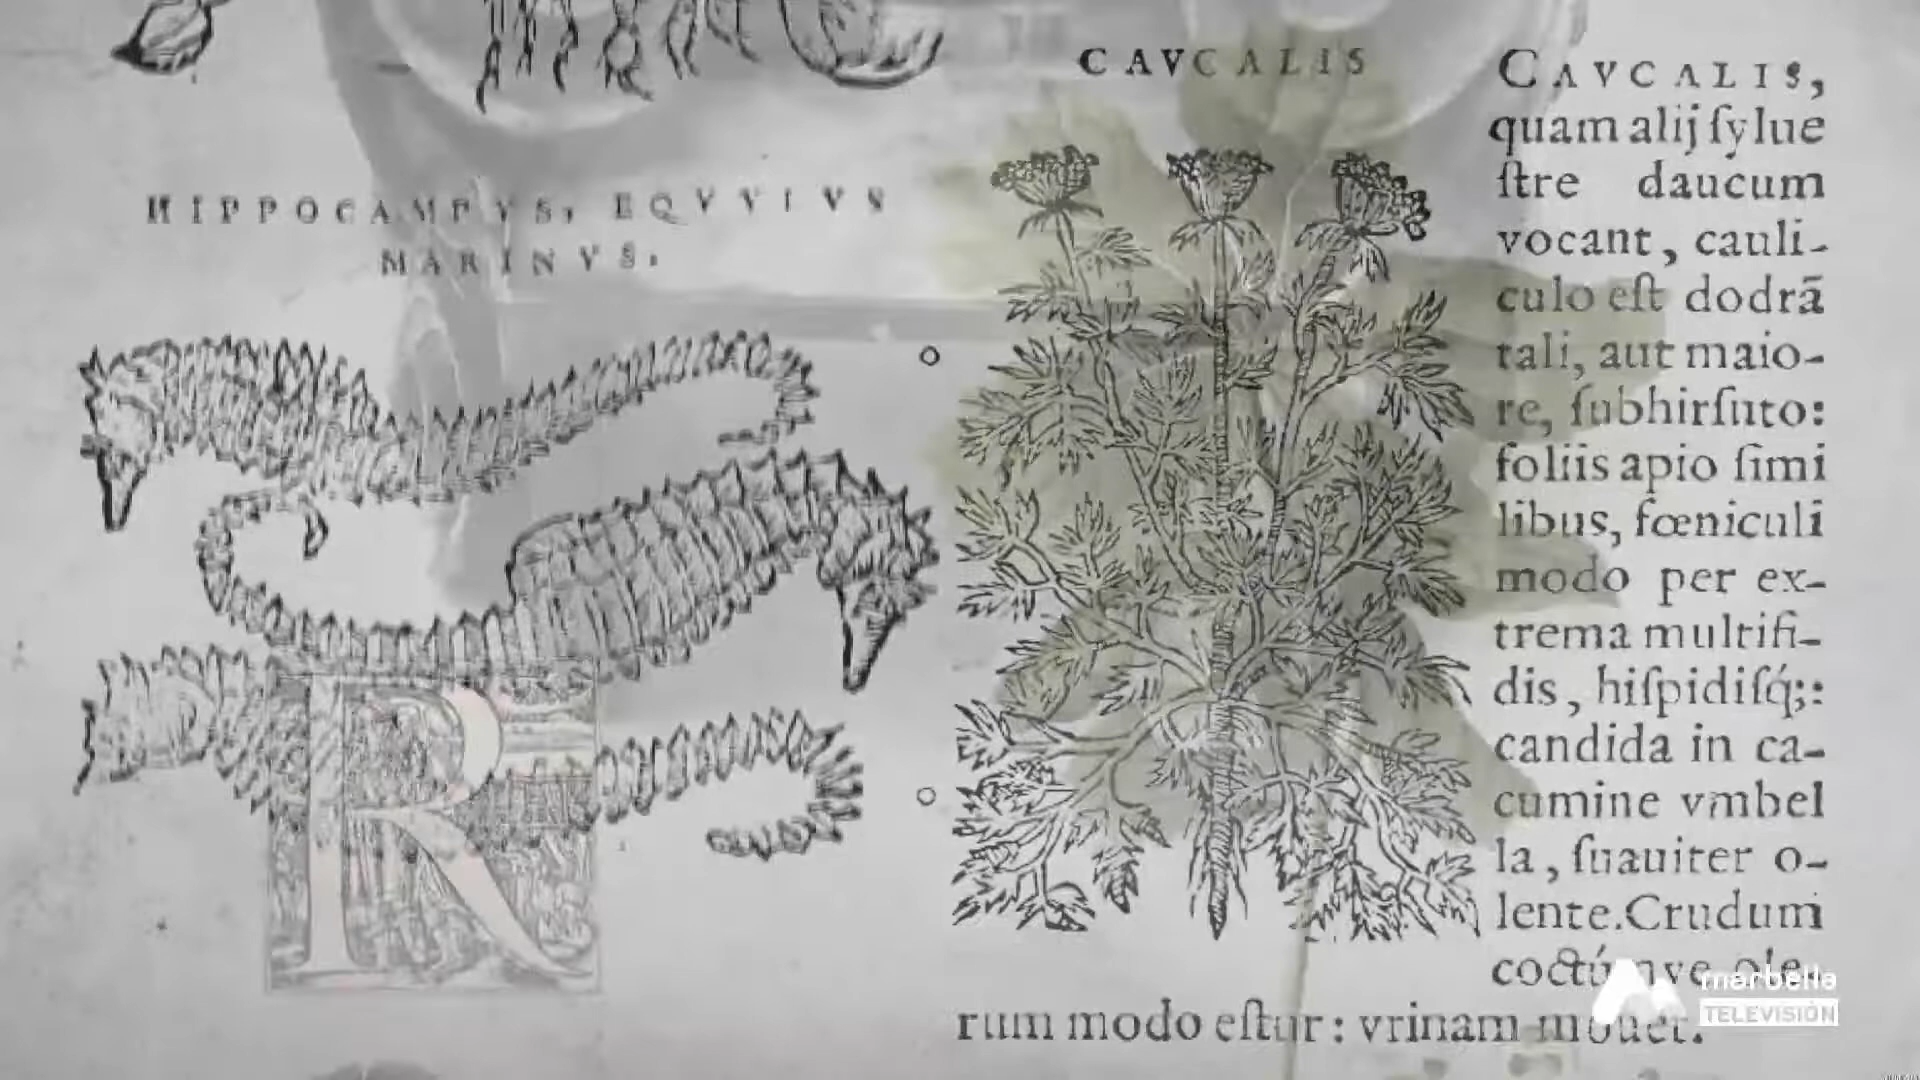 HIPPOCAMPVS, EQVVIVS
MARINVS.
R
CAVCALIS
CAVCALIS,
quam alij ſylue
ſtre daucum
vocant, cauli-
culo eſt dodrā
tali, aut maio-
re, ſubhirſuto:
foliis apio ſimi
libus, fœniculi
modo per ex-
trema multifi-
dis, hiſpidiſq́;:
candida in ca-
cumine vmbel
la, ſuauiter o-
lente. Crudum
coctúmve ole-
rum modo eſtur: vrinam mouet.
marbella
TELEVISIÓN